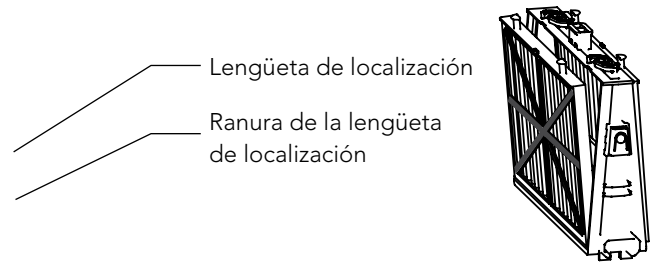 Lengüeta de localización
Ranura de la lengüeta
de localización